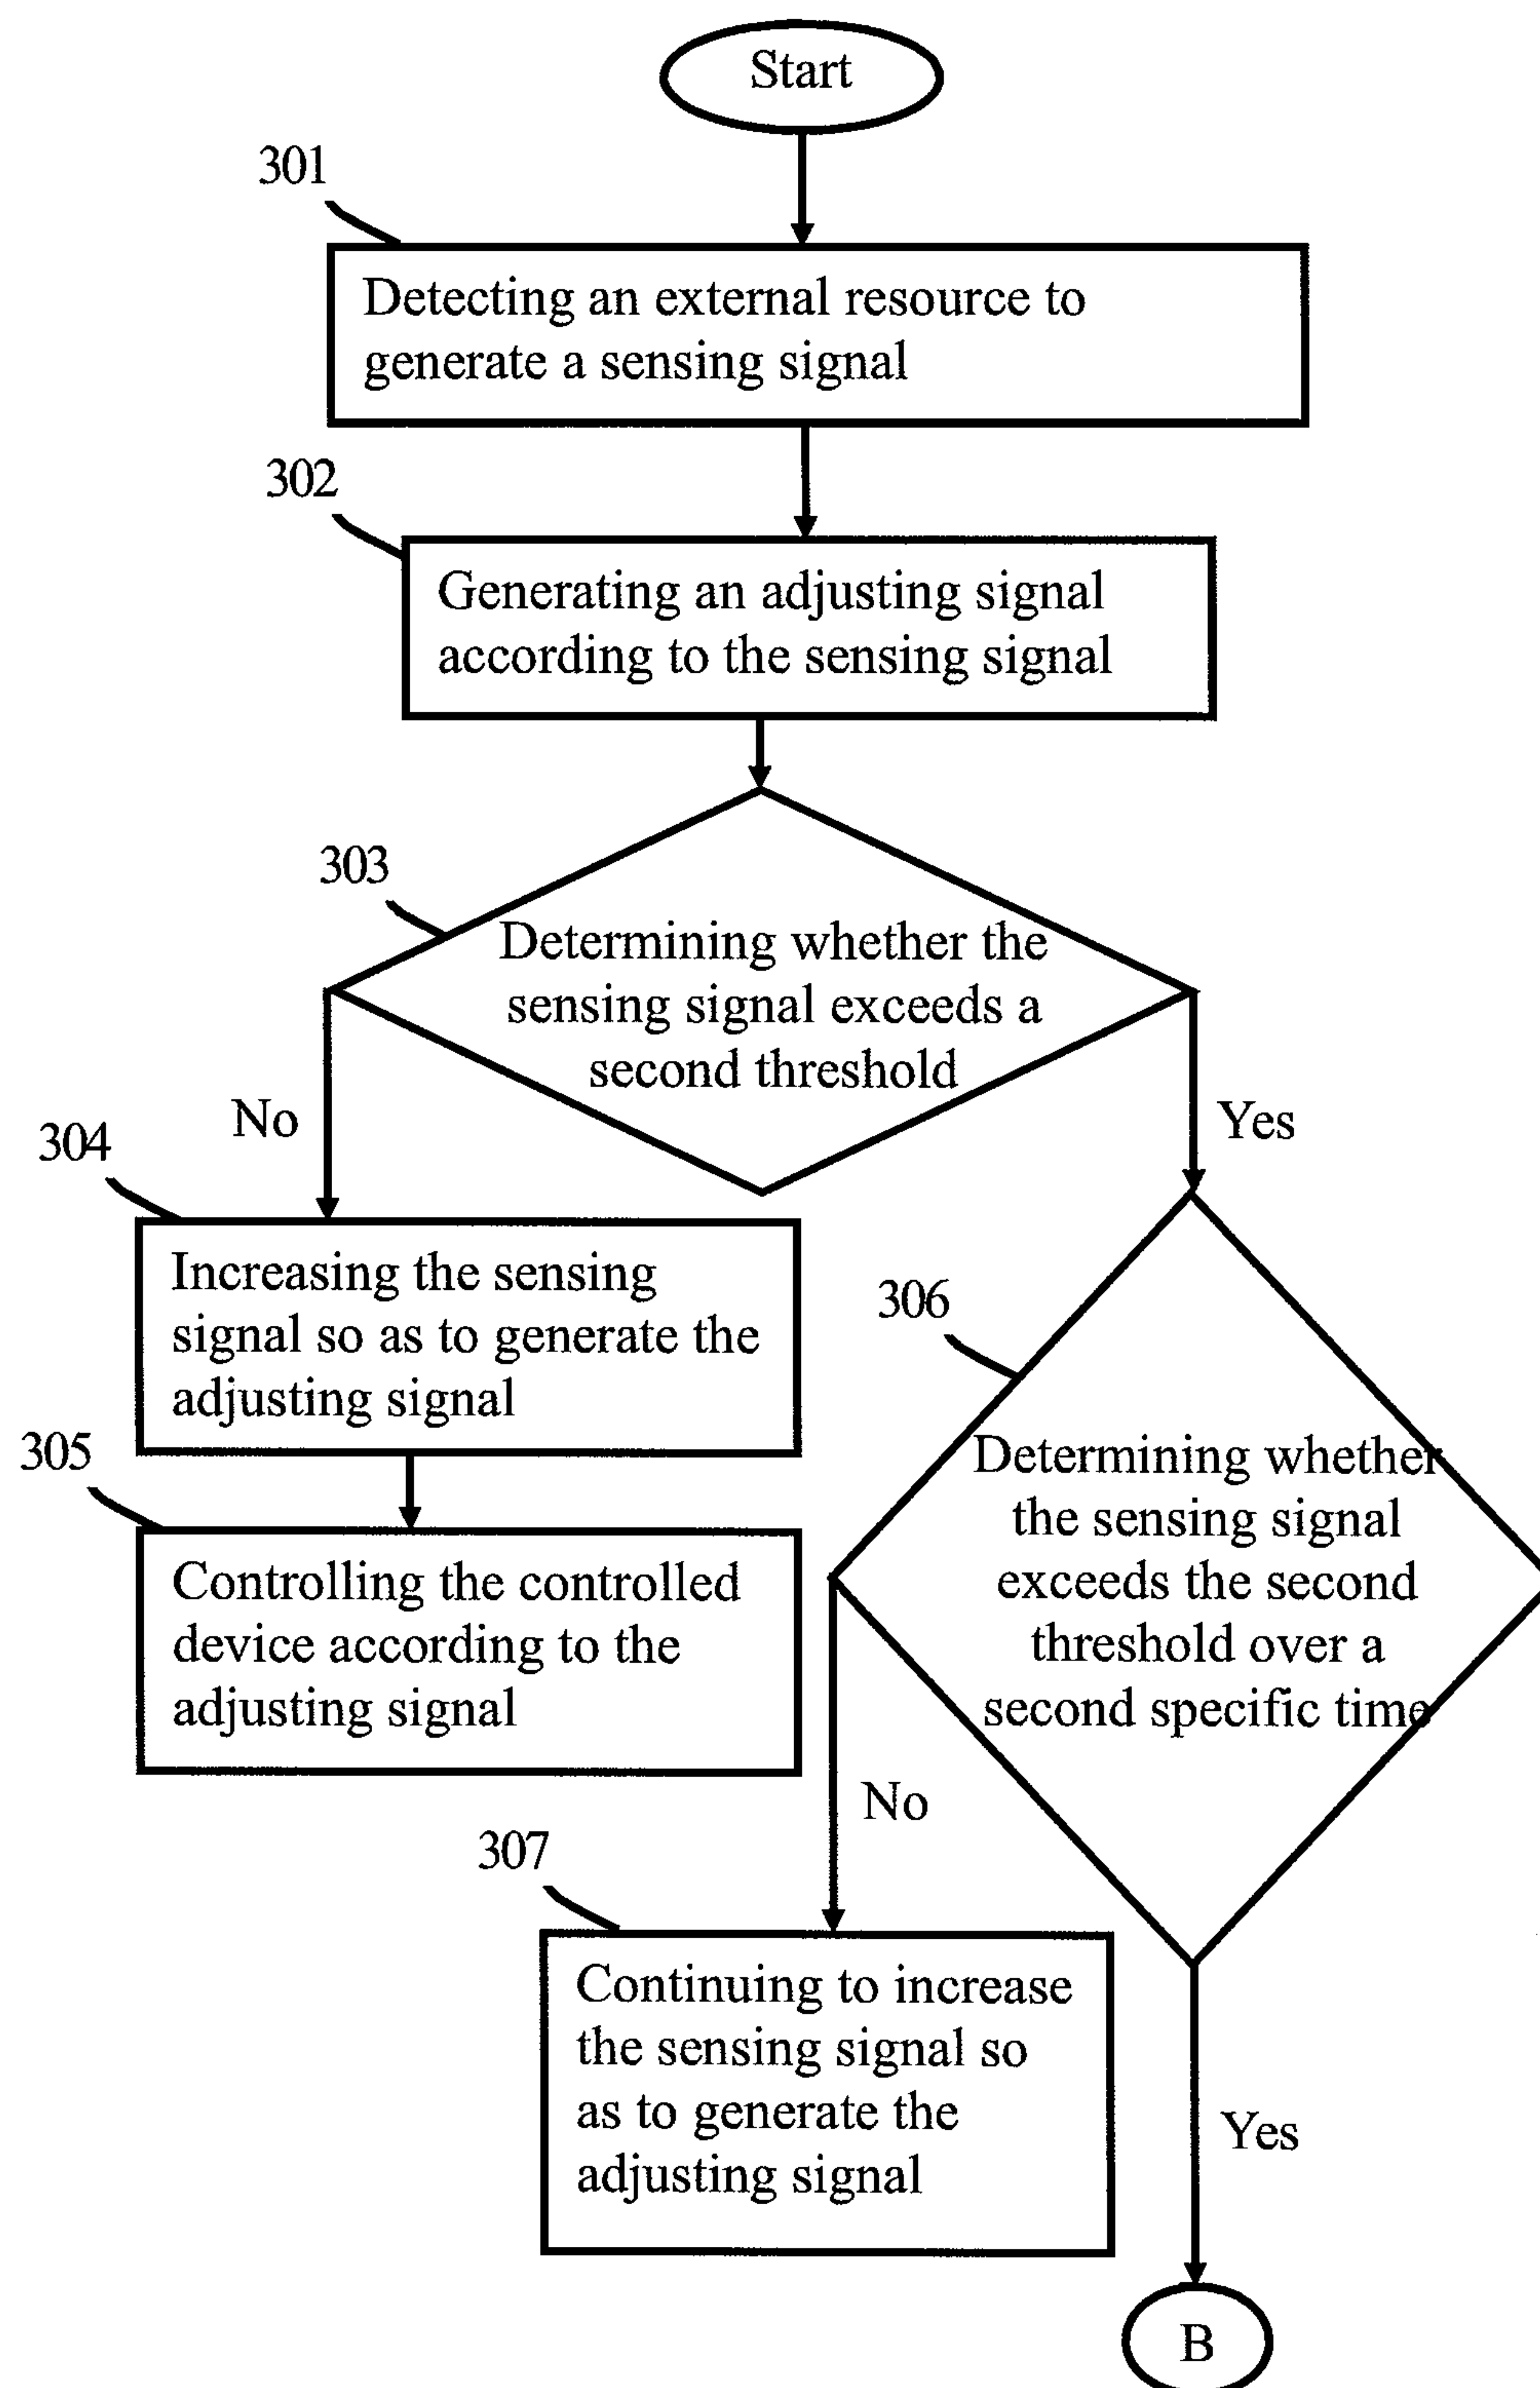 Start
301
Detecting an external resource to
generate a sensing signal
302
Generating an adjusting signal
according to the sensing signal
303
Determining whether the
sensing signal exceeds a
second threshold
No
Yes
304
Increasing the sensing
signal so as to generate the
adjusting signal
305
Controlling the controlled
device according to the
adjusting signal
306
Determining whether
the sensing signal
exceeds the second
threshold over a
second specific time
No
307
Continuing to increase
the sensing signal so
as to generate the
adjusting signal
Yes
B